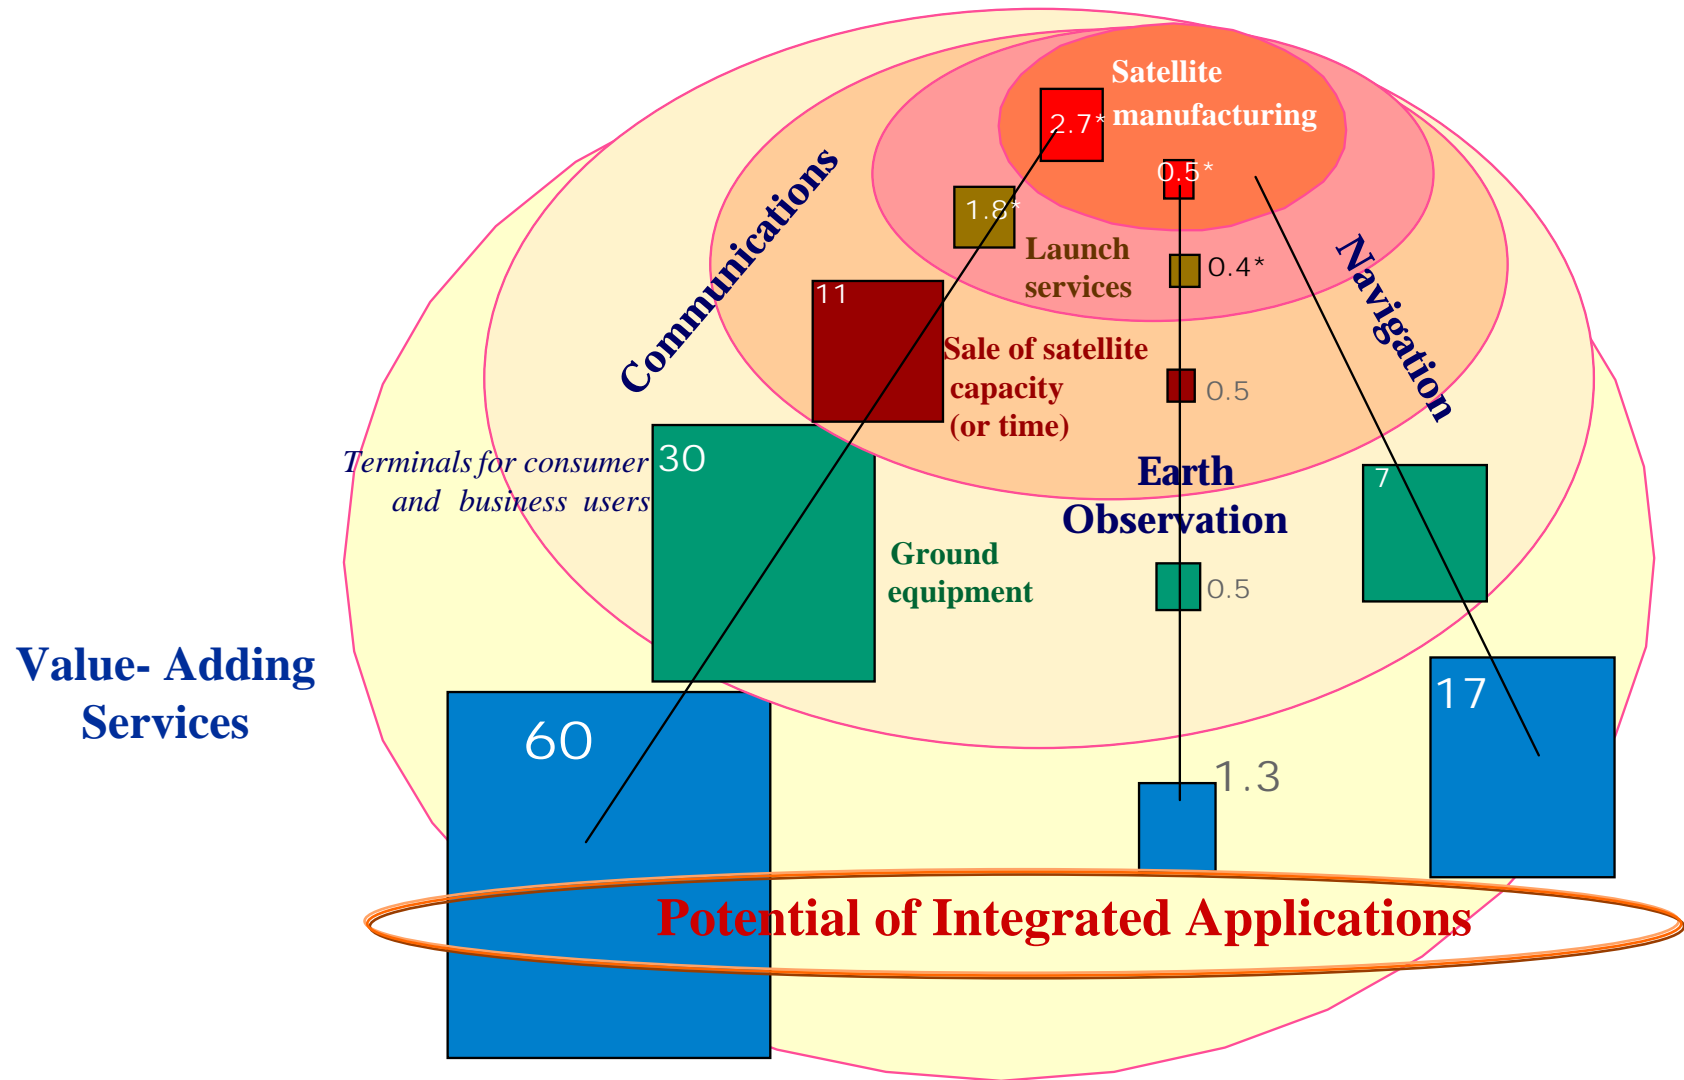 Satellite
manufacturing
2.7*
0.5*
Communications
1.8*
Launch
services
0.4*
Navigation
11
Sale of satellite
capacity
(or time)
0.5
Terminals for consumer
and business users
30
Earth
Observation
7
Ground
equipment
0.5
Value- Adding
Services
60
1.3
17
Potential of Integrated Applications